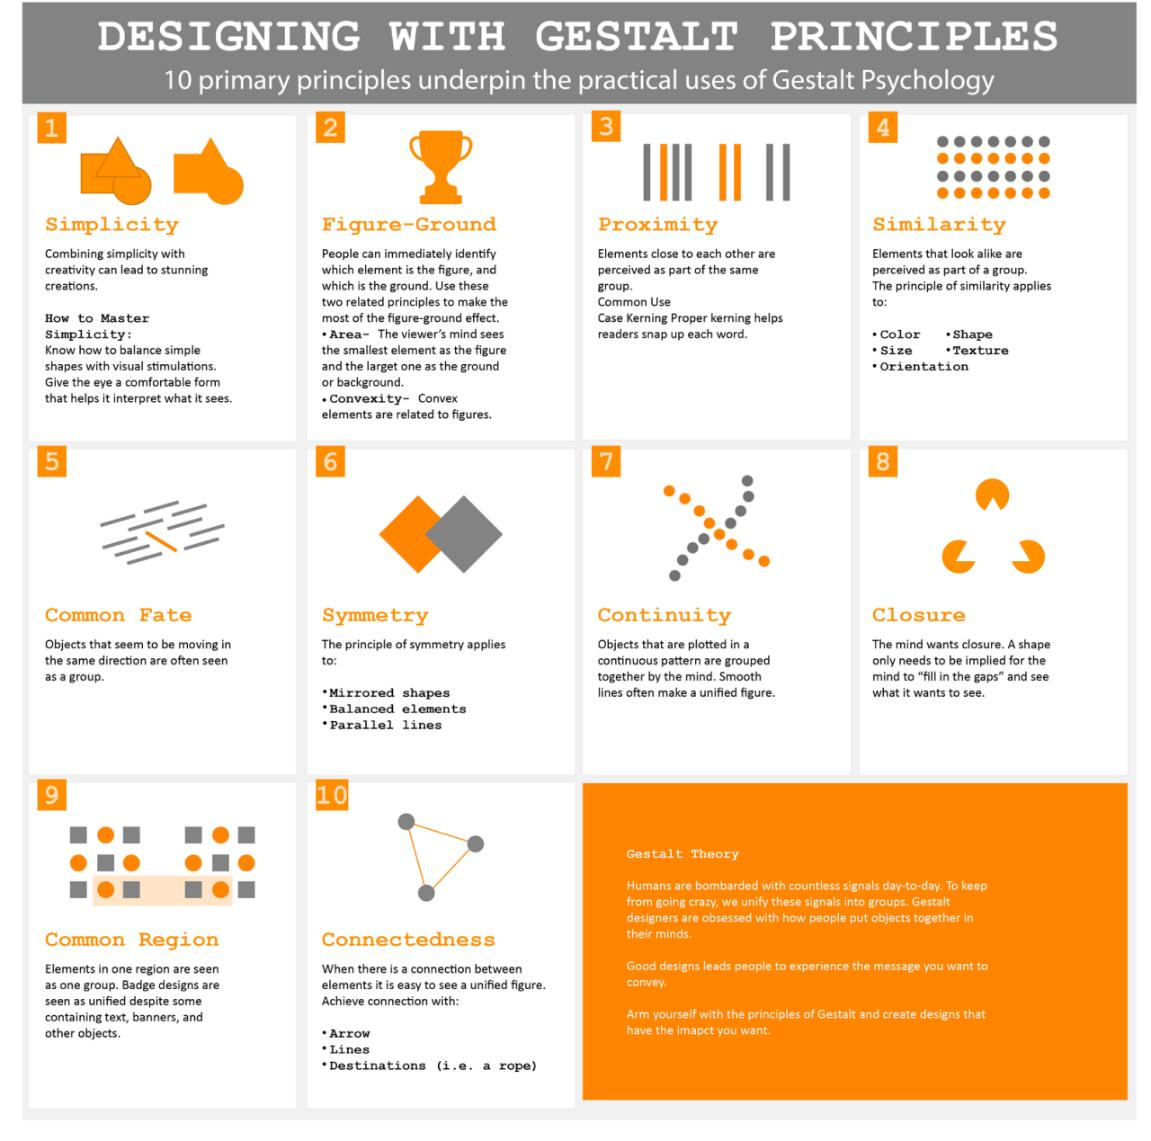 DESIGNING WITH GESTALT PRINCIPLES
10 primary principles underpin the practical uses of Gestalt Psychology
1
Simplicity
Combining simplicity with
creativity can lead to stunning
creations.
How to Master
Simplicity:
Know how to balance simple
shapes with visual stimulations.
Give the eye a comfortable form
that helps it interpret what it sees.
2
Figure-Ground
People can immediately identify
which element is the figure, and
which is the ground. Use these
two related principles to make the
most of the figure-ground effect.
•Area- The viewer's mind sees
the smallest element as the figure
and the larget one as the ground
or background.
•Convexity- Convex
elements are related to figures.
3
Proximity
Elements close to each other are
perceived as part of the same
group.
Common Use
Case Kerning Proper kerning helps
readers snap up each word.
4
Similarity
Elements that look alike are
perceived as part of a group.
The principle of similarity applies
to:
•Color •Shape
•Size •Texture
•Orientation
5
Common Fate
Objects that seem to be moving in
the same direction are often seen
as a group.
6
Symmetry
The principle of symmetry applies
to:
•Mirrored shapes
•Balanced elements
•Parallel lines
7
Continuity
Objects that are plotted in a
continuous pattern are grouped
together by the mind. Smooth
lines often make a unified figure.
8
Closure
The mind wants closure. A shape
only needs to be implied for the
mind to “fill in the gaps” and see
what it wants to see.
9
Common Region
Elements in one region are seen
as one group. Badge designs are
seen as unified despite some
containing text, banners, and
other objects.
10
Connectedness
When there is a connection between
elements it is easy to see a unified figure.
Achieve connection with:
•Arrow
•Lines
•Destinations (i.e. a rope)
Gestalt Theory
Humans are bombarded with countless signals day-to-day. To keep
from going crazy, we unify these signals into groups. Gestalt
designers are obsessed with how people put objects together in
their minds.
Good designs leads people to experience the message you want to
convey.
Arm yourself with the principles of Gestalt and create designs that
have the imapct you want.